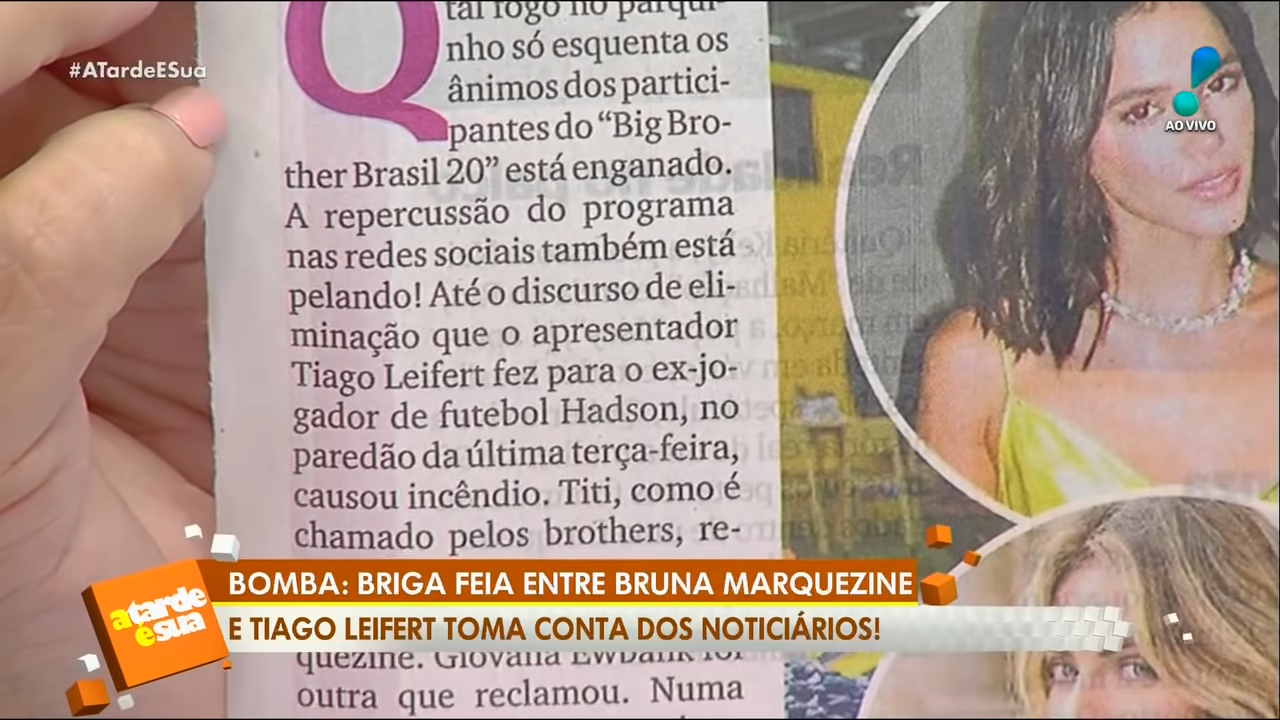 #ATardeESua
AO VIVO
Q
tal fogo no parqui-
nho só esquenta os
ânimos dos partici-
pantes do “Big Bro-
ther Brasil 20” está enganado.
A repercussão do programa
nas redes sociais também está
pelando! Até o discurso de eli-
minação que o apresentador
Tiago Leifert fez para o ex-jo-
gador de futebol Hadson, no
paredão da última terça-feira,
causou incêndio. Titi, como é
chamado pelos brothers, re-
BOMBA: BRIGA FEIA ENTRE BRUNA MARQUEZINE
E TIAGO LEIFERT TOMA CONTA DOS NOTICIÁRIOS!
a tarde
é sua
quezine. Giovana Ewbank foi
outra que reclamou. Numa